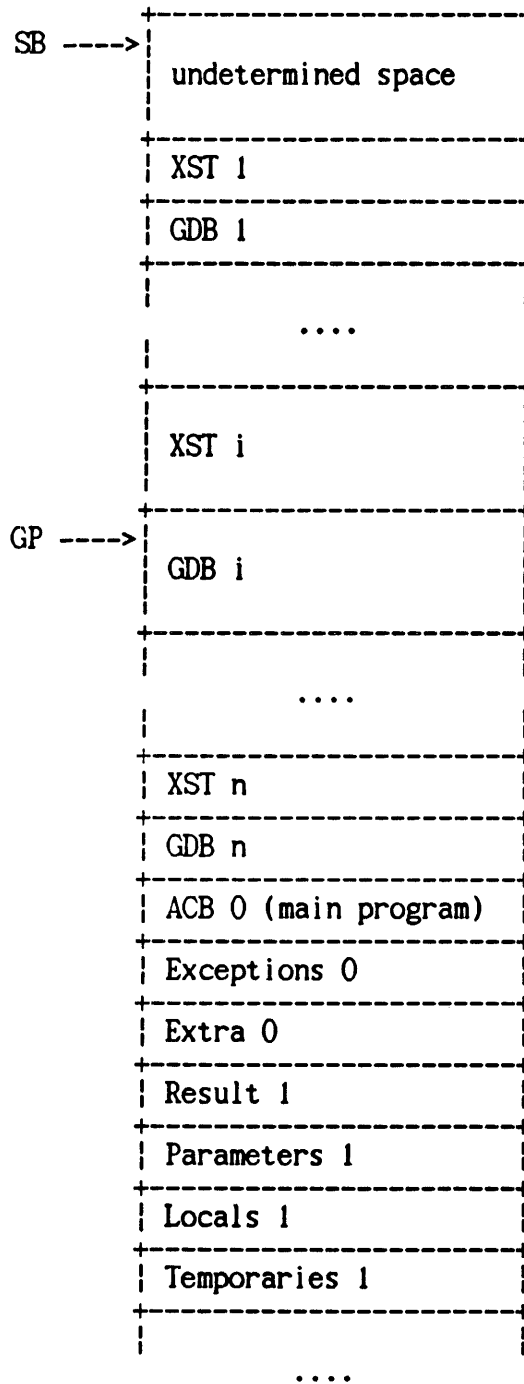 SB ---->
undetermined space
XST 1
GDB 1
....
XST i
GP ---->
GDB i
....
XST n
GDB n
ACB 0 (main program)
Exceptions 0
Extra 0
Result 1
Parameters 1
Locals 1
Temporaries 1
....